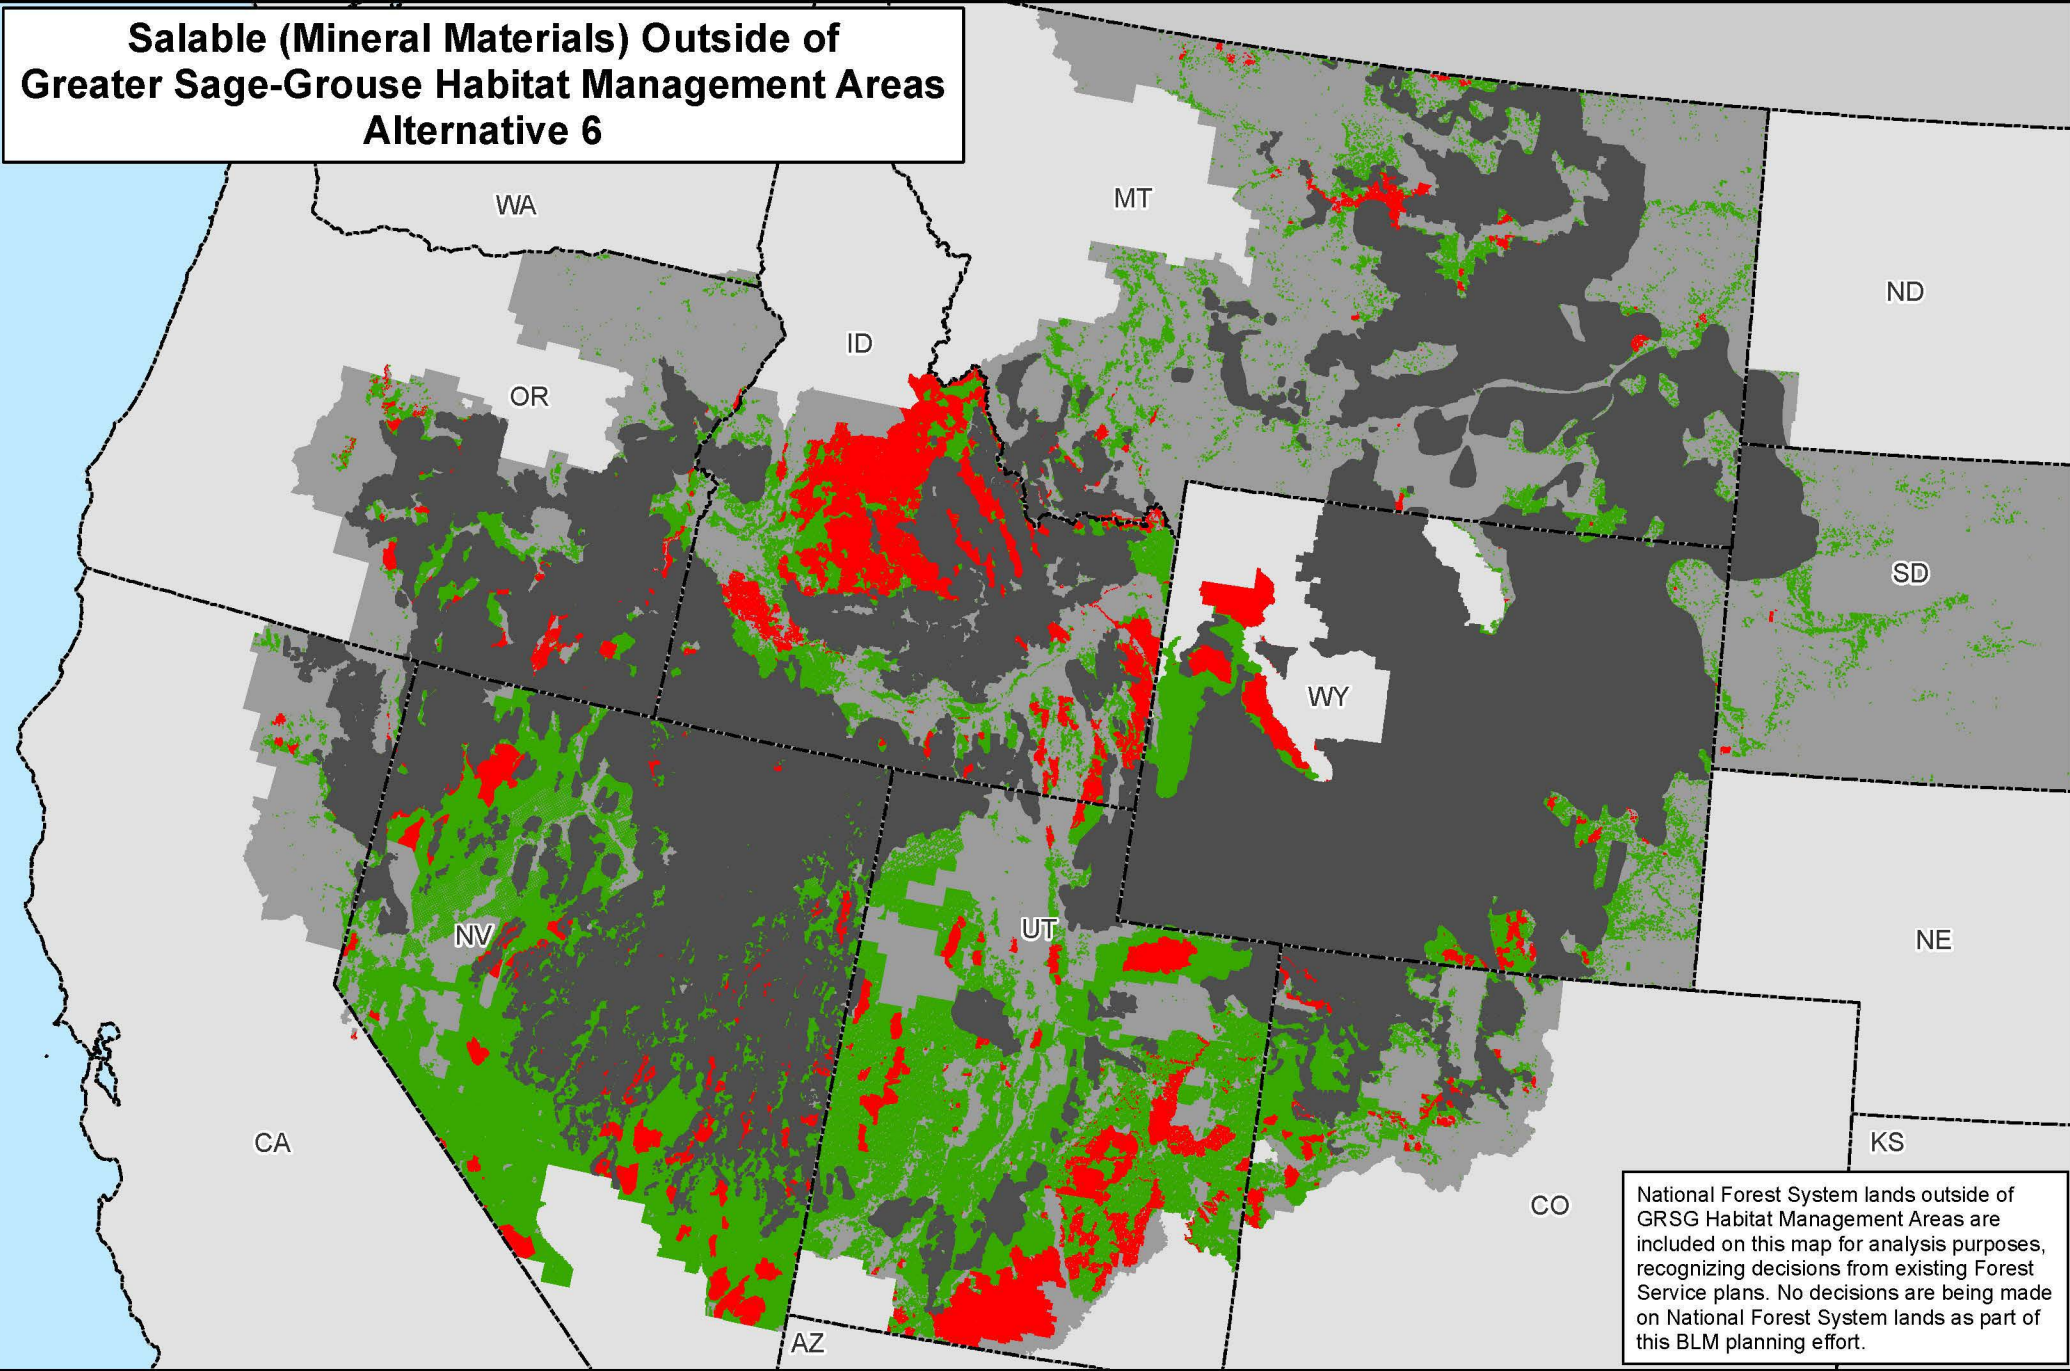 Salable (Mineral Materials) Outside of
Greater Sage-Grouse Habitat Management Areas
Alternative 6
WA
MT
ND
ID
OR
SD
WY
UT
NV
NE
CA
KS
CO
AZ
National Forest System lands outside of
GRSG Habitat Management Areas are
included on this map for analysis purposes,
recognizing decisions from existing Forest
Service plans. No decisions are being made
on National Forest System lands as part of
this BLM planning effort.